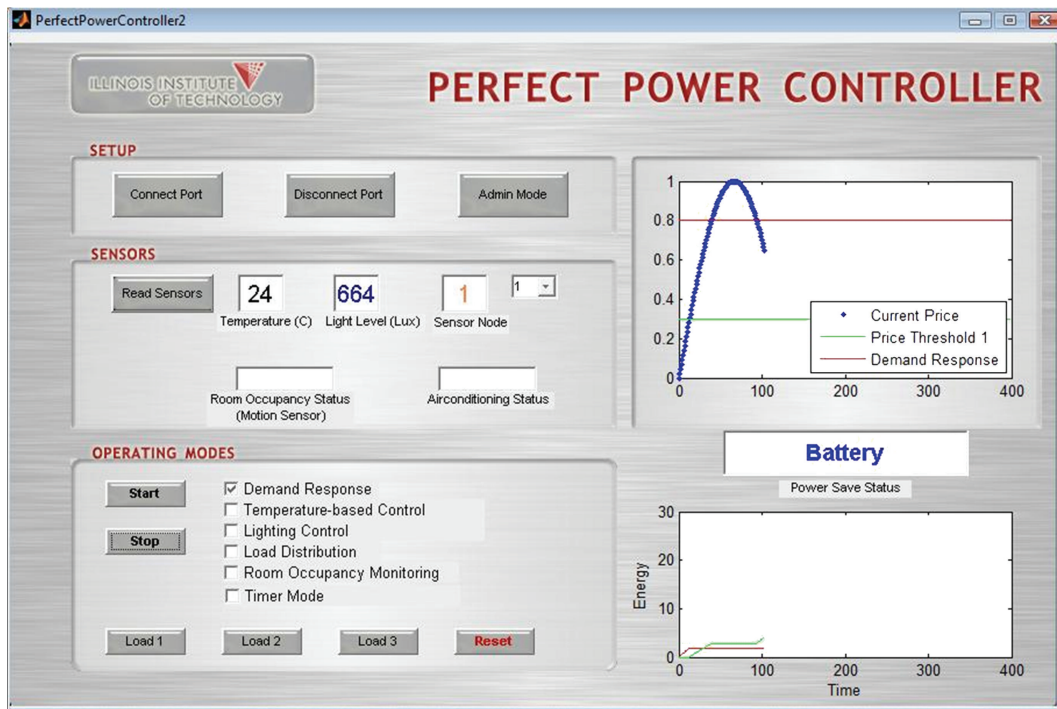 PerfectPowerController2
ILLINOIS INSTITUTE
OF TECHNOLOGY
PERFECT POWER CONTROLLER
SETUP
Connect Port
Disconnect Port
Admin Mode
SENSORS
Read Sensors
24
664
1
1
Temperature (C)
Light Level (Lux)
Sensor Node
Room Occupancy Status
(Motion Sensor)
Airconditioning Status
OPERATING MODES
Start
Stop
Demand Response
Temperature-based Control
Lighting Control
Load Distribution
Room Occupancy Monitoring
Timer Mode
Load 1
Load 2
Load 3
Reset
1
0.8
0.6
0.4
0.2
0
0
100
200
300
400
Current Price
Price Threshold 1
Demand Response
Battery
Power Save Status
30
20
10
0
Energy
0
100
200
300
400
Time